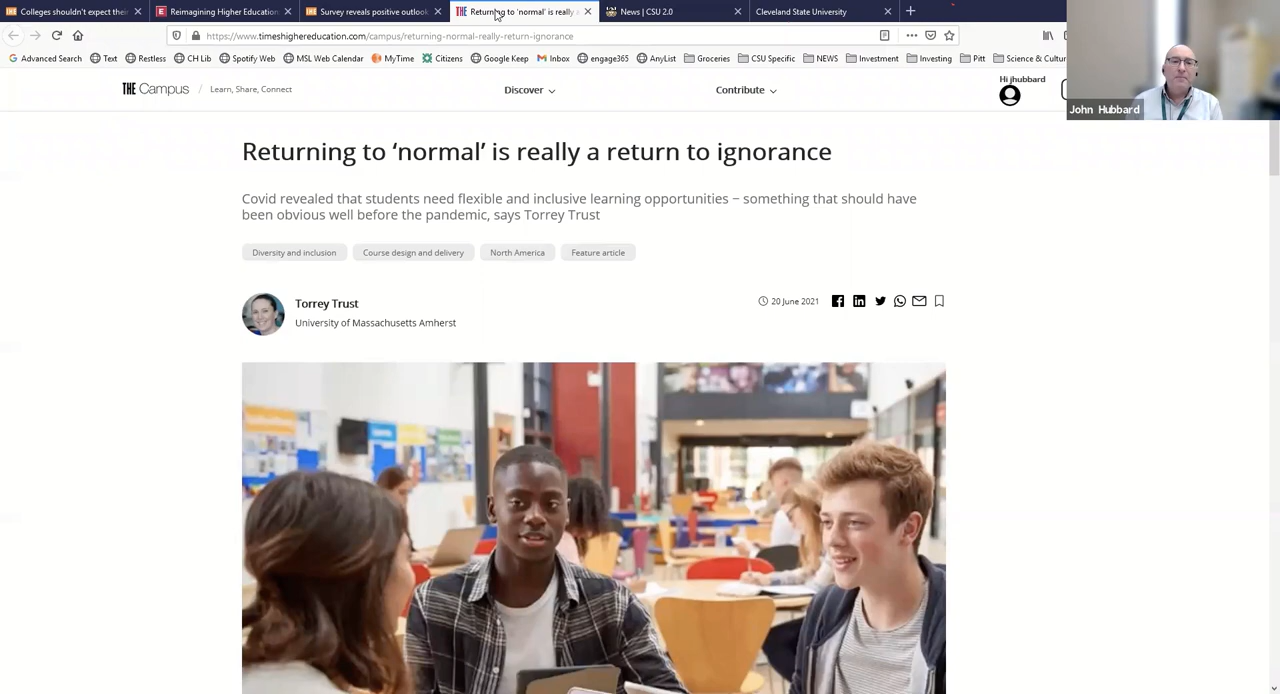 Colleges shouldn't expect thei
Reimagining Higher Education
Survey reveals positive outlook
THE Returning to 'normal' is really a
News | CSU 2.0
Cleveland State University
https://www.timeshighereducation.com/campus/returning-normal-really-return-ignorance
Advanced Search Text Restless CH Lib Spotify Web MSL Web Calendar MyTime Citizens Google Keep Inbox engage365 AnyList Groceries CSU Specific NEWS Investment Investing Pitt Science & Cultur
John Hubbard
THE Campus / Learn, Share, Connect
Discover
Contribute
Hi jhubbard
Returning to ‘normal’ is really a return to ignorance
Covid revealed that students need flexible and inclusive learning opportunities – something that should have
been obvious well before the pandemic, says Torrey Trust
Diversity and inclusion Course design and delivery North America Feature article
Torrey Trust
University of Massachusetts Amherst
20 June 2021